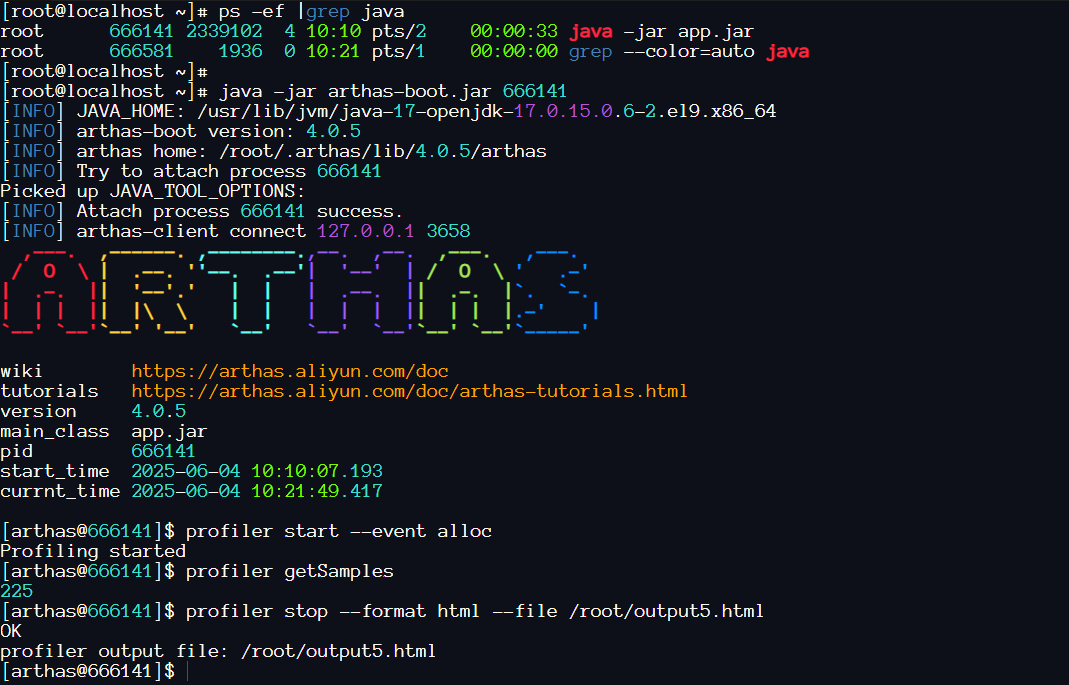 [root@localhost ~]# ps -ef |grep java
root      666141 2339102  4 10:10 pts/2    00:00:33 java -jar app.jar
root      666581    1936  0 10:21 pts/1    00:00:00 grep --color=auto java
[root@localhost ~]#
[root@localhost ~]# java -jar arthas-boot.jar 666141
[INFO] JAVA_HOME: /usr/lib/jvm/java-17-openjdk-17.0.15.0.6-2.el9.x86_64
[INFO] arthas-boot version: 4.0.5
[INFO] arthas home: /root/.arthas/lib/4.0.5/arthas
[INFO] Try to attach process 666141
Picked up JAVA_TOOL_OPTIONS:
[INFO] Attach process 666141 success.
[INFO] arthas-client connect 127.0.0.1 3658
ARTHAS
wiki        https://arthas.aliyun.com/doc
tutorials   https://arthas.aliyun.com/doc/arthas-tutorials.html
version     4.0.5
main_class  app.jar
pid         666141
start_time  2025-06-04 10:10:07.193
currnt_time 2025-06-04 10:21:49.417
[arthas@666141]$ profiler start --event alloc
Profiling started
[arthas@666141]$ profiler getSamples
225
[arthas@666141]$ profiler stop --format html --file /root/output5.html
OK
profiler output file: /root/output5.html
[arthas@666141]$